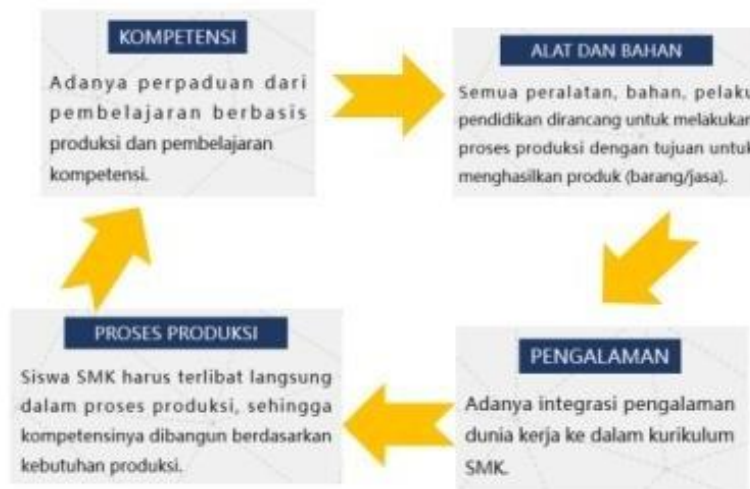 KOMPETENSI
Adanya perpaduan dari
pembelajaran berbasis
produksi dan pembelajaran
kompetensi.
ALAT DAN BAHAN
Semua peralatan, bahan, pelaku
pendidikan dirancang untuk melakukan
proses produksi dengan tujuan untuk
menghasilkan produk (barang/jasa).
PROSES PRODUKSI
Siswa SMK harus terlibat langsung
dalam proses produksi, sehingga
kompetensinya dibangun berdasarkan
kebutuhan produksi.
PENGALAMAN
Adanya integrasi pengalaman
dunia kerja ke dalam kurikulum
SMK.